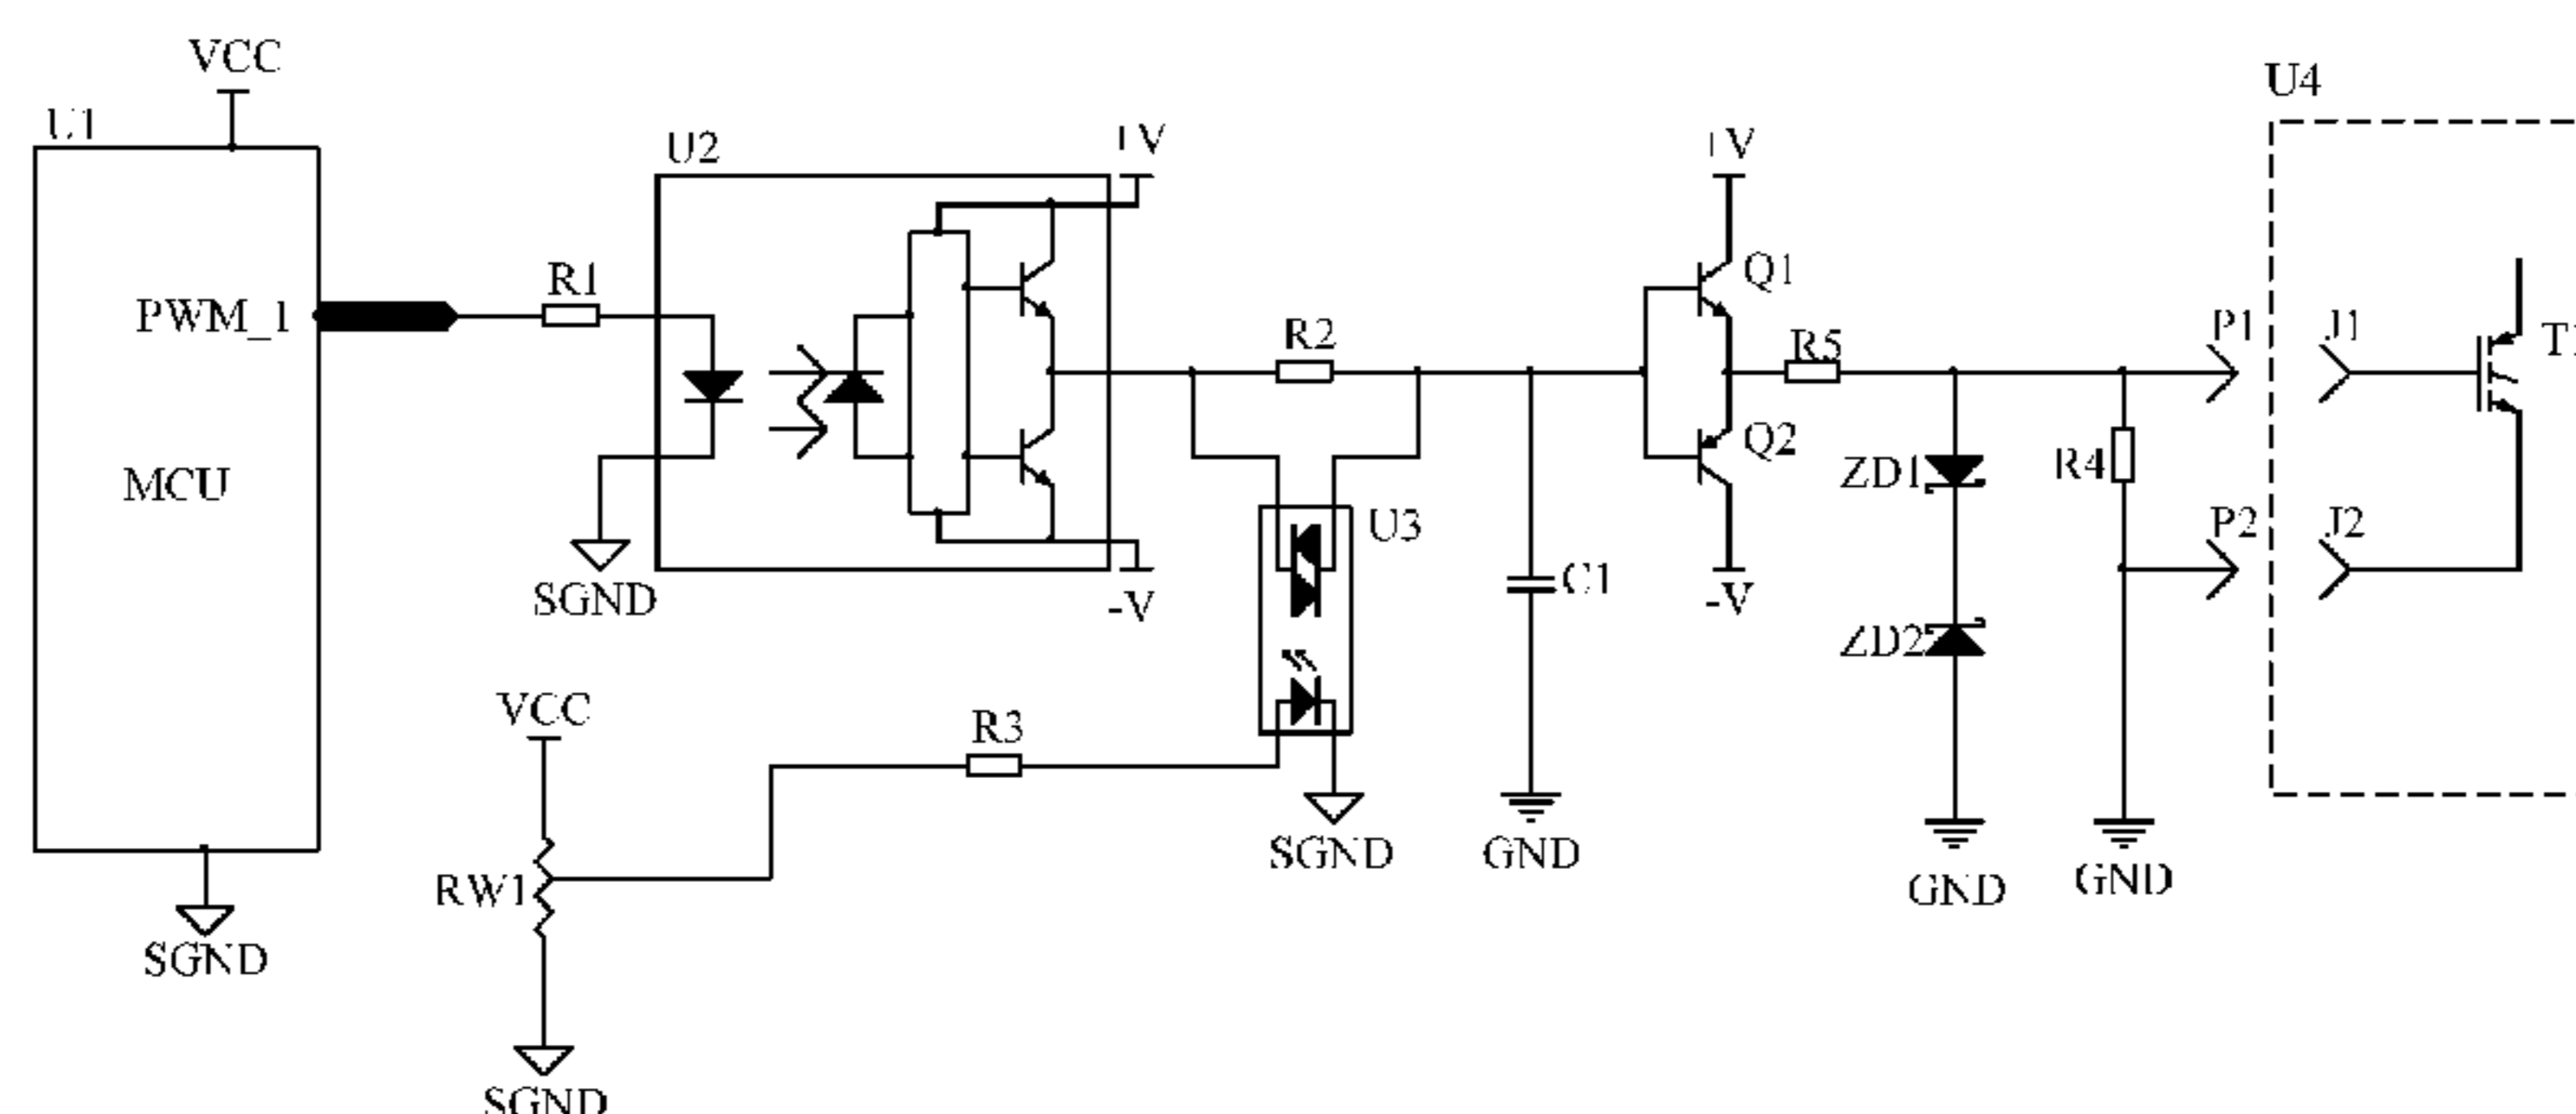 VCC
U1
PWM_1
MCU
SGND
R1
SGND
U2
+V
-V
R2
U3
VCC
RW1
SGND
R3
SGND
C1
GND
+V
Q1
Q2
-V
R5
ZD1
ZD2
GND
R4
GND
P1
P2
U4
J1
J2